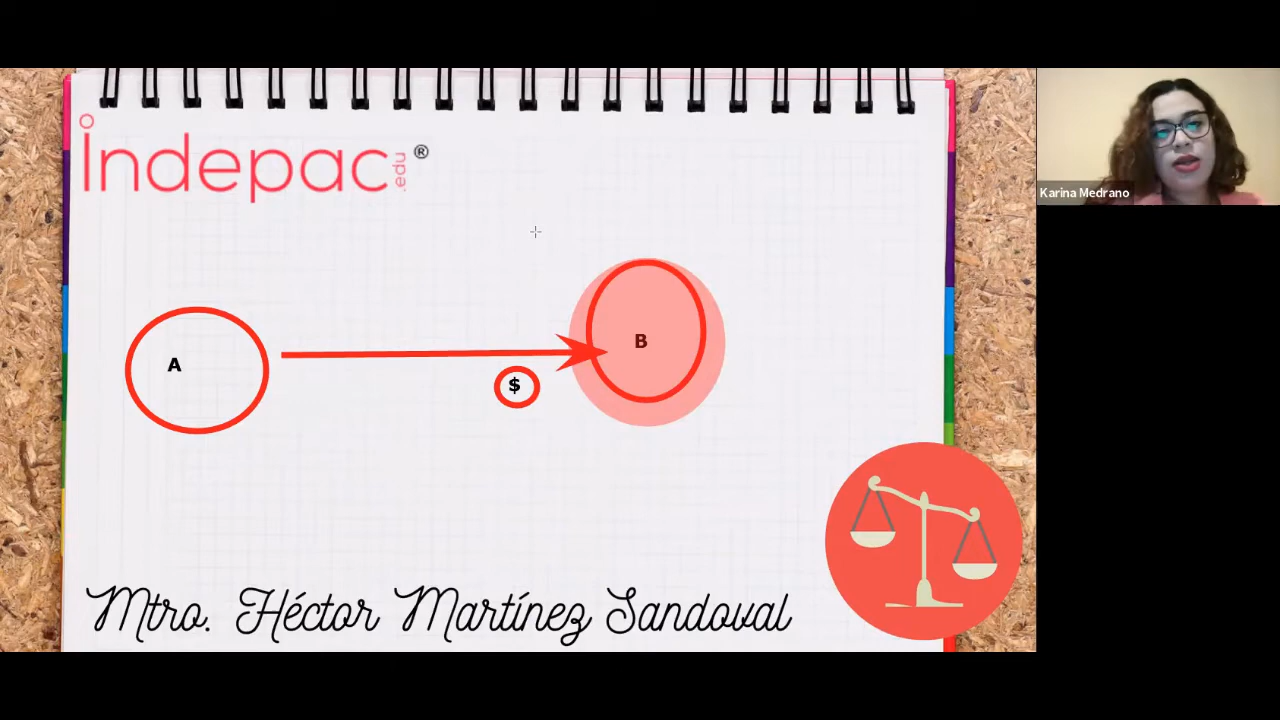 indepac.edu ®
Karina Medrano
A
B
$
Mtro. Héctor Martínez Sandoval